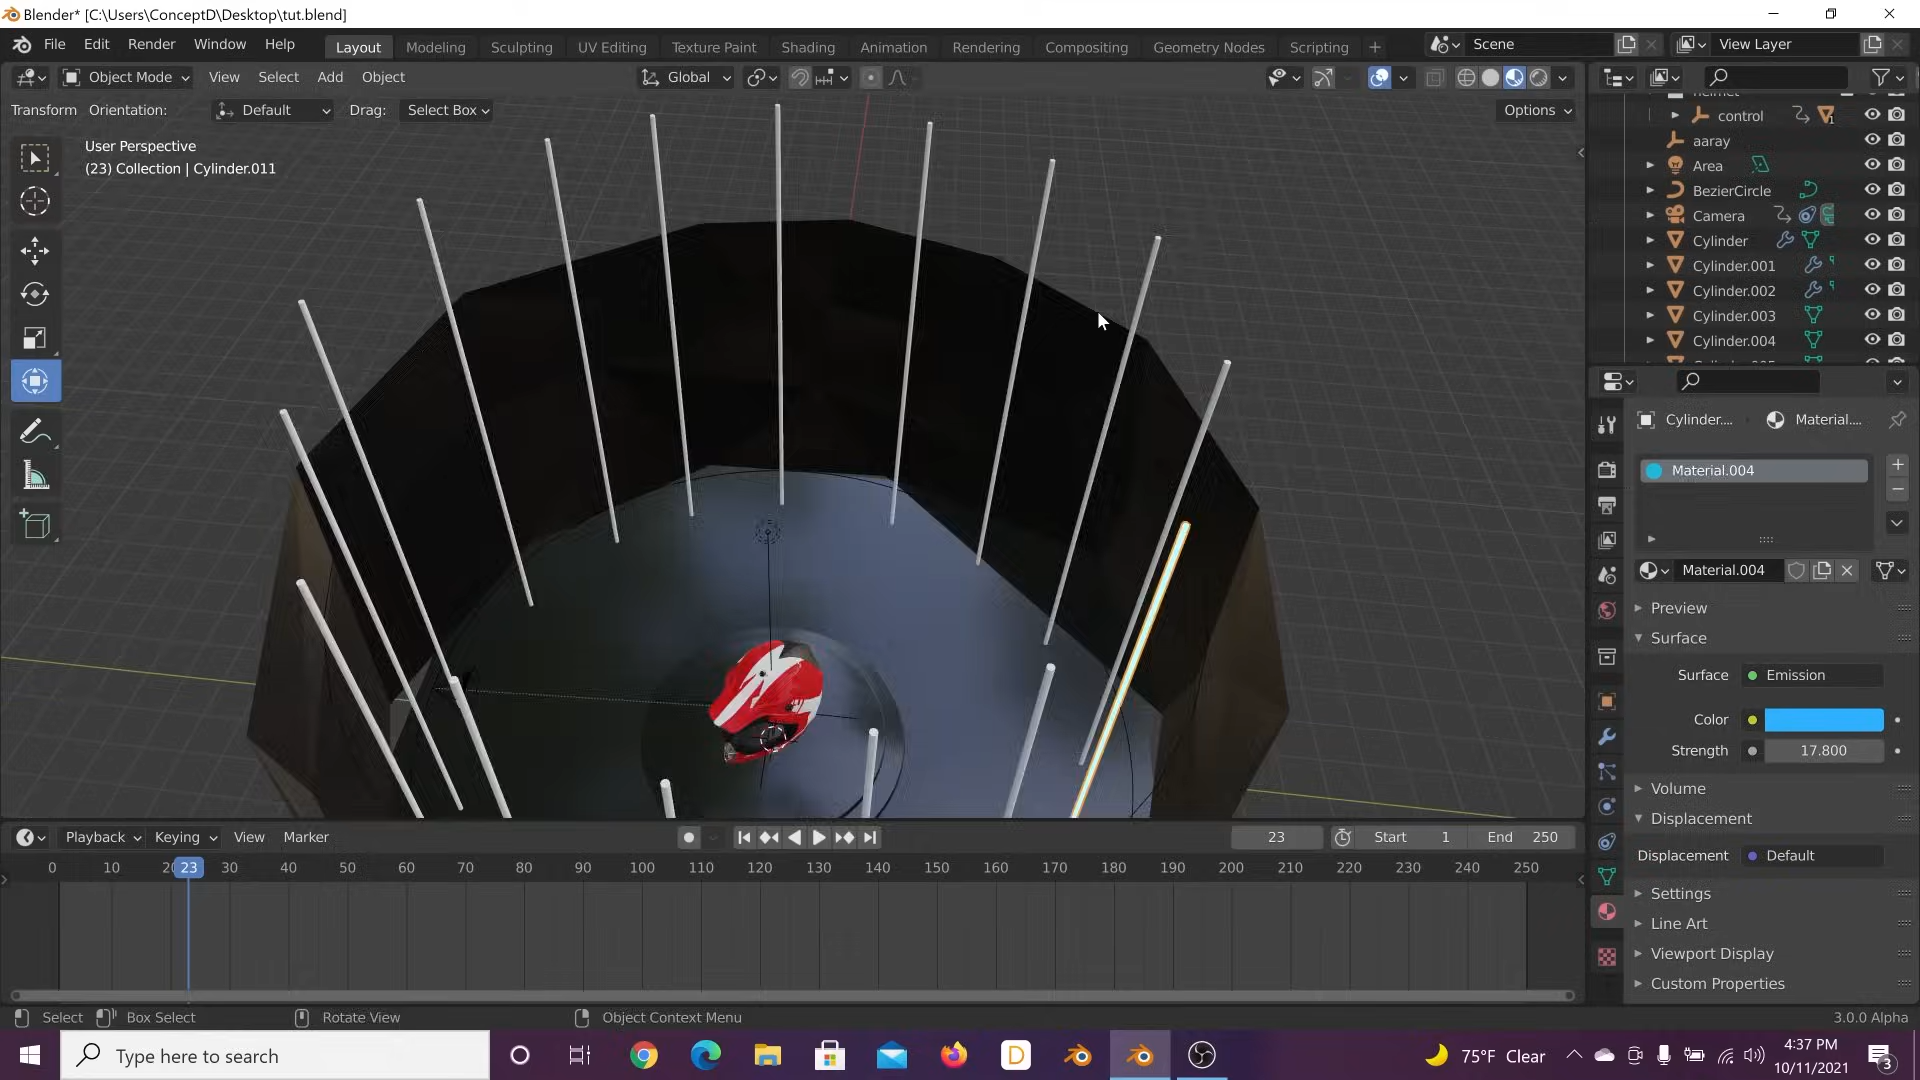 Blender* [C:\Users\ConceptD\Desktop\tut.blend]
File Edit Render Window Help Layout Modeling Sculpting UV Editing Texture Paint Shading Animation Rendering Compositing Geometry Nodes Scripting + Scene View Layer
Object Mode View Select Add Object Global
Transform Orientation: Default Drag: Select Box Options
User Perspective
(23) Collection | Cylinder.011
helmet
control
aaray
Area
BezierCircle
Camera
Cylinder
Cylinder.001
Cylinder.002
Cylinder.003
Cylinder.004
Cylinder.... Material....
Material.004
Material.004
Preview
Surface
Surface Emission
Color
Strength 17.800
Volume
Displacement
Displacement Default
Settings
Line Art
Viewport Display
Custom Properties
Playback Keying View Marker 23 Start 1 End 250
0 10 20 23 30 40 50 60 70 80 90 100 110 120 130 140 150 160 170 180 190 200 210 220 230 240 250
Select Box Select Rotate View Object Context Menu 3.0.0 Alpha
Type here to search D 75°F Clear 4:37 PM
10/11/2021 3